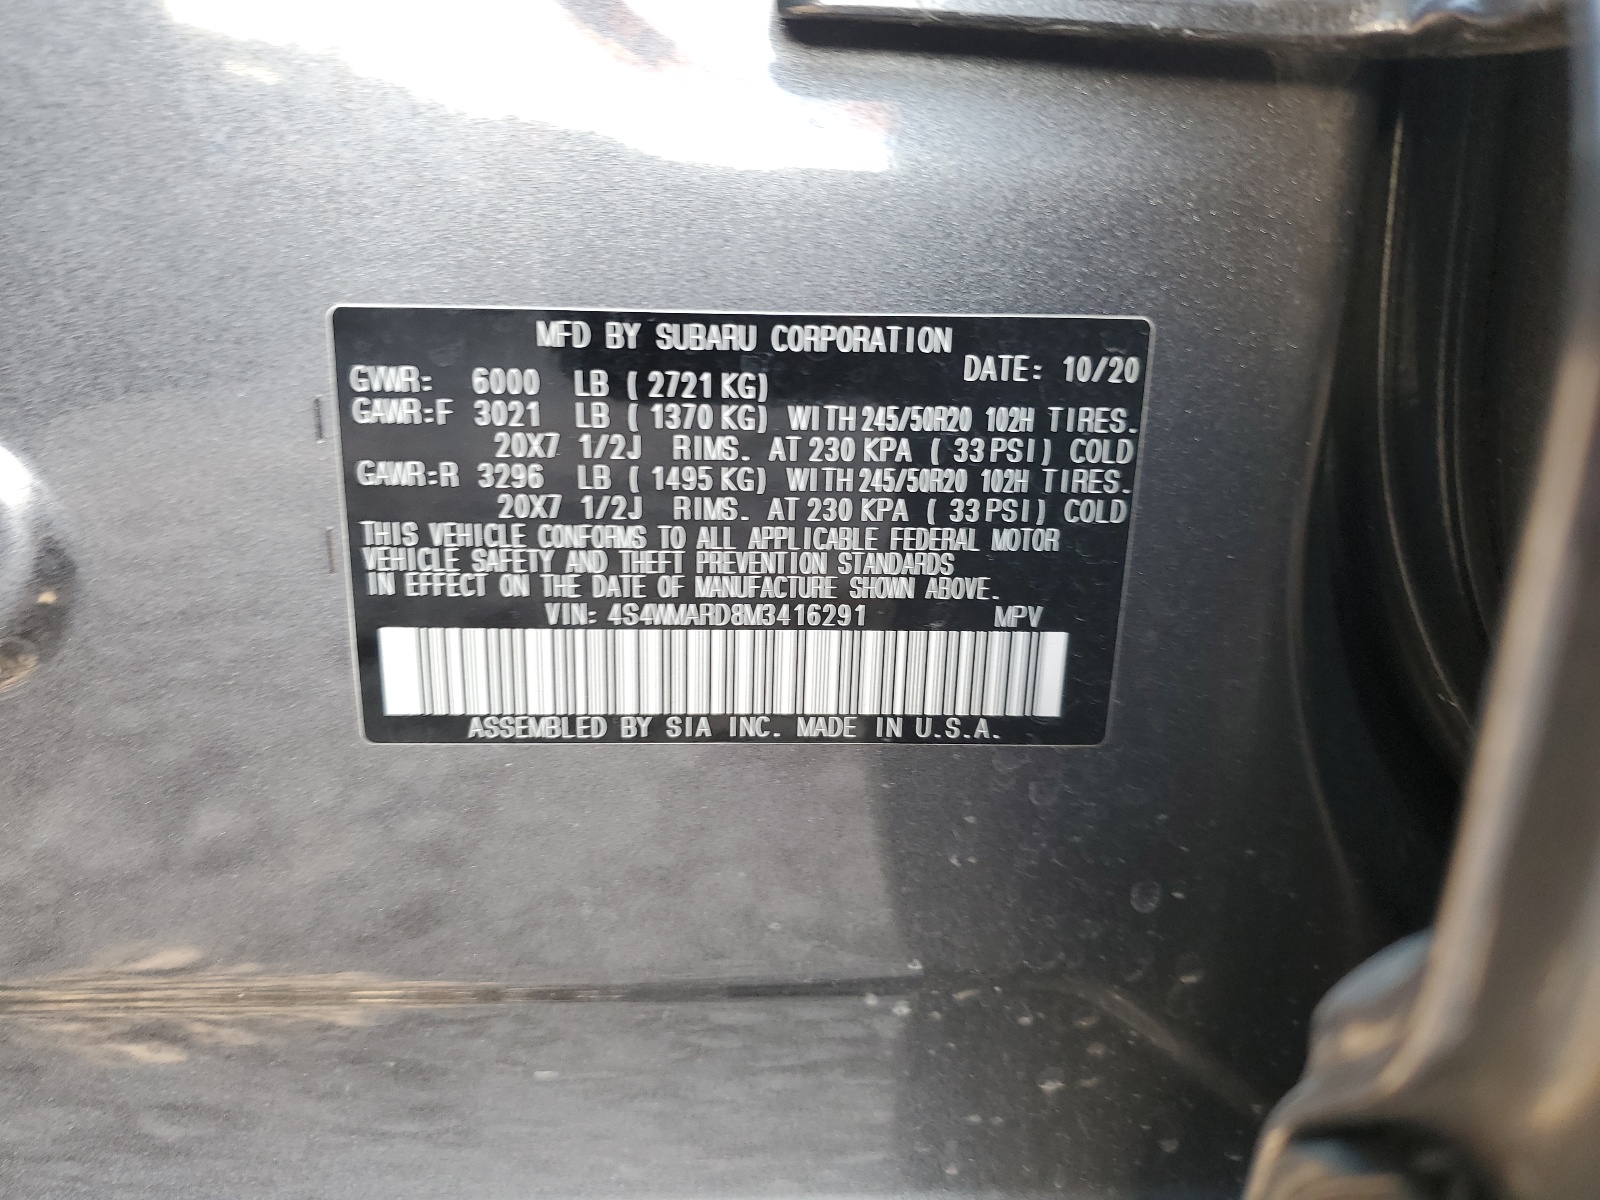 MFD BY SUBARU CORPORATION
DATE: 10/20
GVWR: 6000 LB ( 2721 KG)
GAWR:F 3021 LB ( 1370 KG) WITH 245/50R20 102H TIRES.
20X7 1/2J RIMS. AT 230 KPA ( 33 PSI) COLD
GAWR:R 3296 LB ( 1495 KG) WITH 245/50R20 102H TIRES.
20X7 1/2J RIMS. AT 230 KPA ( 33 PSI) COLD
THIS VEHICLE CONFORMS TO ALL APPLICABLE FEDERAL MOTOR
VEHICLE SAFETY AND THEFT PREVENTION STANDARDS
IN EFFECT ON THE DATE OF MANUFACTURE SHOWN ABOVE.
VIN: 4S4WMARD8M3416291 MPV
ASSEMBLED BY SIA INC. MADE IN U.S.A.